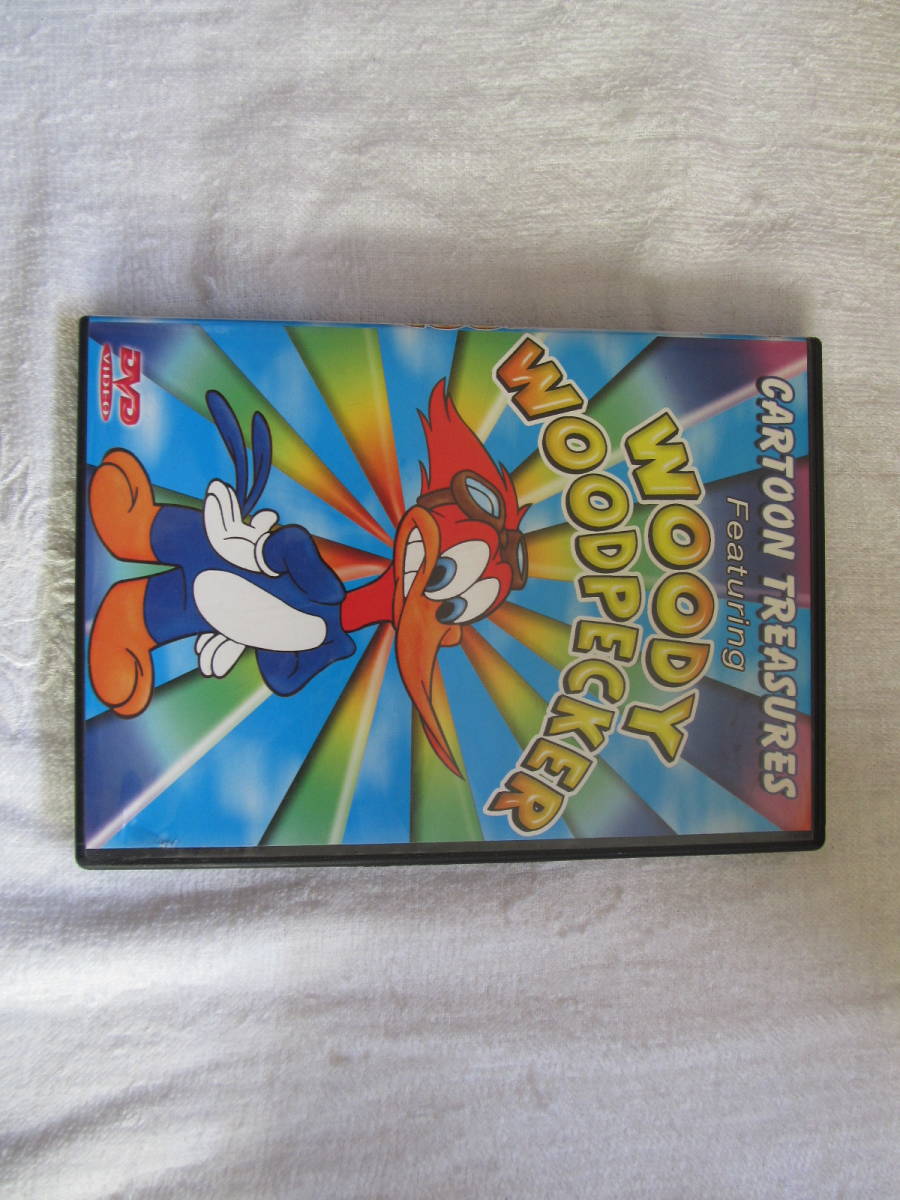 CARTOON TREASURES
Featuring
WOODY
WOODPECKER
DVD
VIDEO